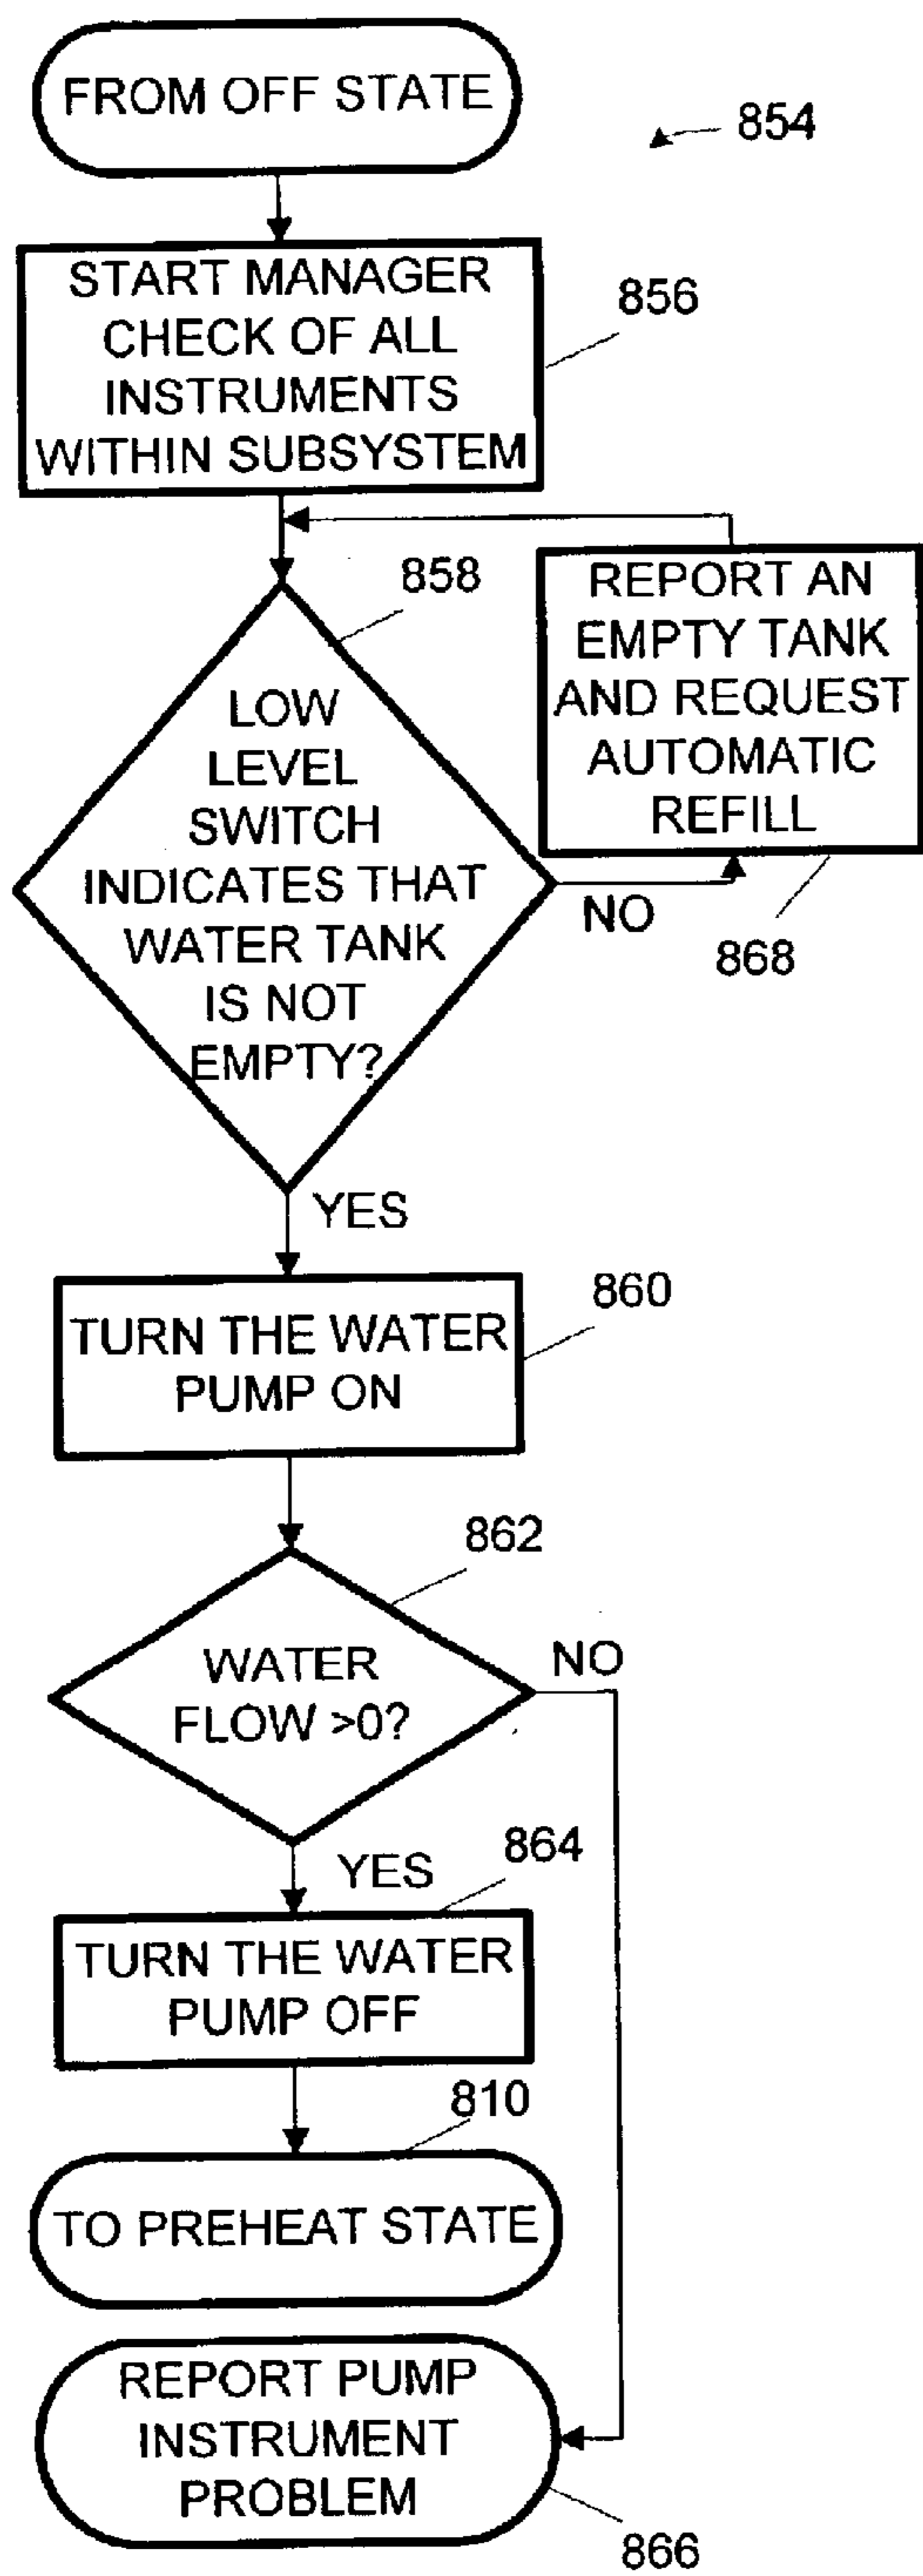 FROM OFF STATE
854
START MANAGER
CHECK OF ALL
INSTRUMENTS
WITHIN SUBSYSTEM
856
858
LOW
LEVEL
SWITCH
INDICATES THAT
WATER TANK
IS NOT
EMPTY?
NO
REPORT AN
EMPTY TANK
AND REQUEST
AUTOMATIC
REFILL
868
YES
860
TURN THE WATER
PUMP ON
862
WATER
FLOW >0?
NO
YES
864
TURN THE WATER
PUMP OFF
810
TO PREHEAT STATE
REPORT PUMP
INSTRUMENT
PROBLEM
866